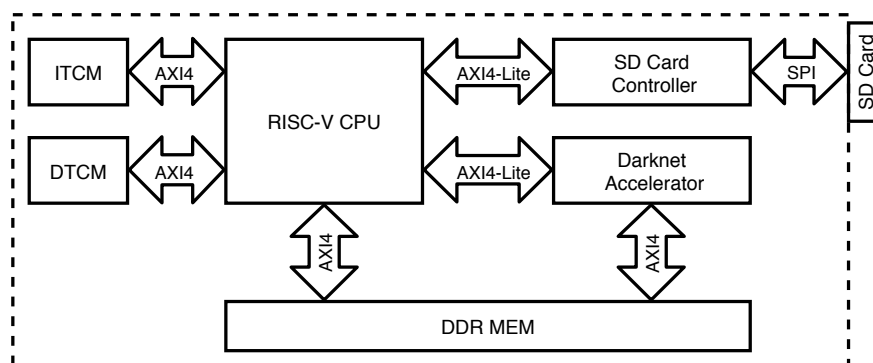 ITCM
AXI4
RISC-V CPU
AXI4-Lite
SD Card
Controller
SPI
SD Card
DTCM
AXI4
AXI4-Lite
Darknet
Accelerator
AXI4
AXI4
DDR MEM